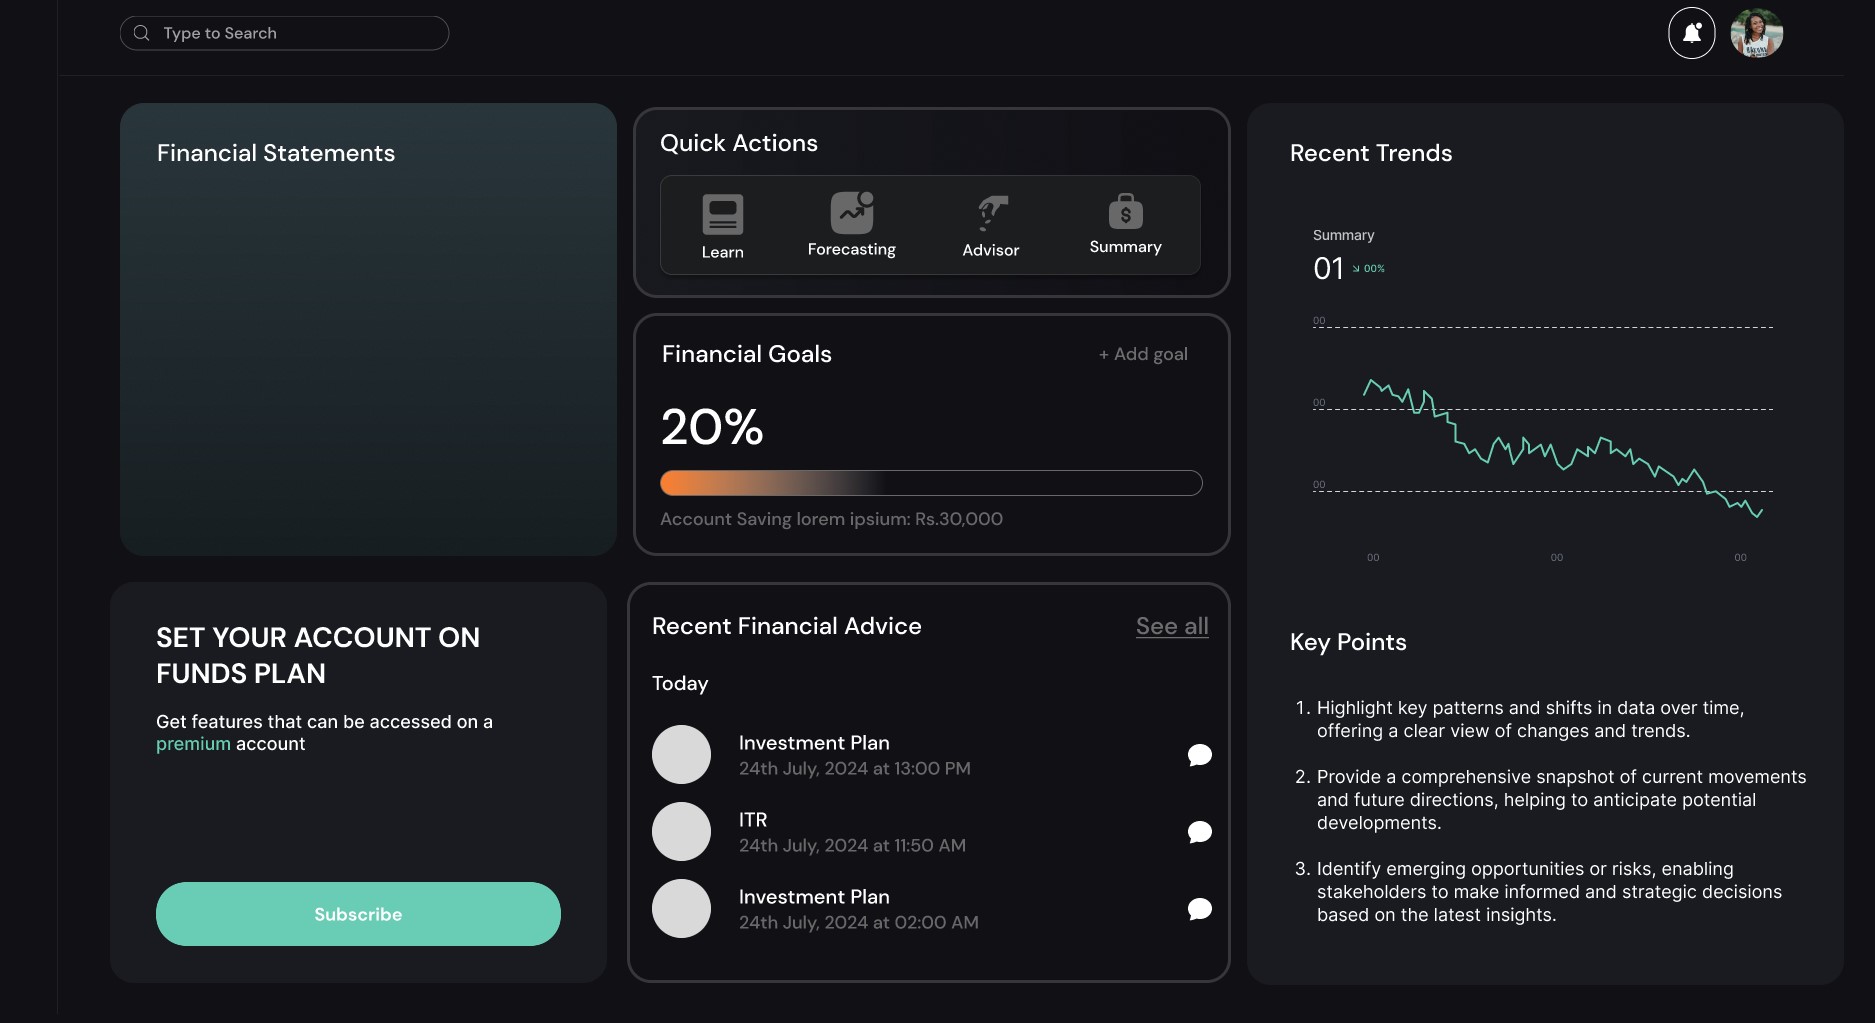 Type to Search
Financial Statements
Quick Actions
Learn
Forecasting
Advisor
Summary
Financial Goals
+ Add goal
20%
Account Saving lorem ipsium: Rs.30,000
SET YOUR ACCOUNT ON
FUNDS PLAN
Get features that can be accessed on a
premium account
Subscribe
Recent Financial Advice
See all
Today
Investment Plan
24th July, 2024 at 13:00 PM
ITR
24th July, 2024 at 11:50 AM
Investment Plan
24th July, 2024 at 02:00 AM
Recent Trends
Summary
01 00%
00
00
00
00 00 00
Key Points
1. Highlight key patterns and shifts in data over time,
offering a clear view of changes and trends.
2. Provide a comprehensive snapshot of current movements
and future directions, helping to anticipate potential
developments.
3. Identify emerging opportunities or risks, enabling
stakeholders to make informed and strategic decisions
based on the latest insights.